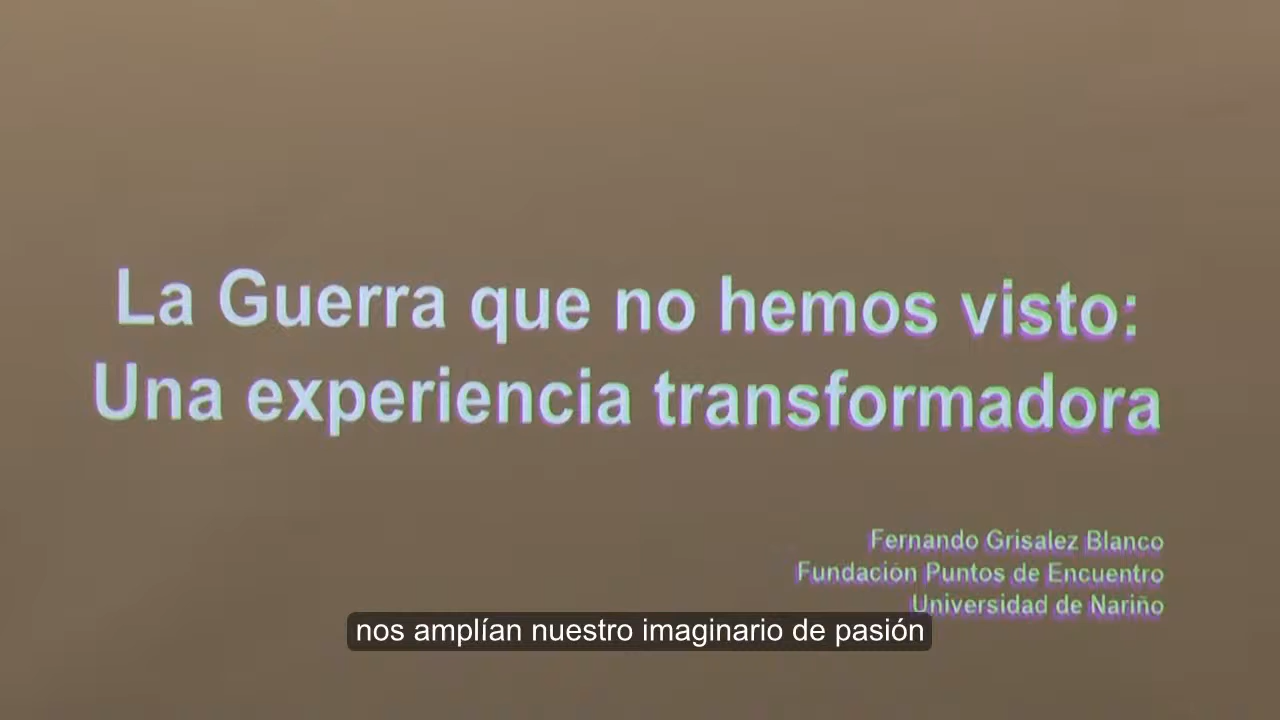 La Guerra que no hemos visto:
Una experiencia transformadora
Fernando Grisalez Blanco
Fundación Puntos de Encuentro
Universidad de Nariño
nos amplían nuestro imaginario de pasión